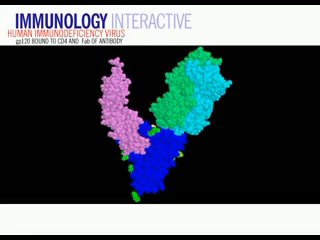 IMMUNOLOGY INTERACTIVE
HUMAN IMMUNODEFICIENCY VIRUS
gp120 BOUND TO CD4 AND Fab OF ANTIBODY